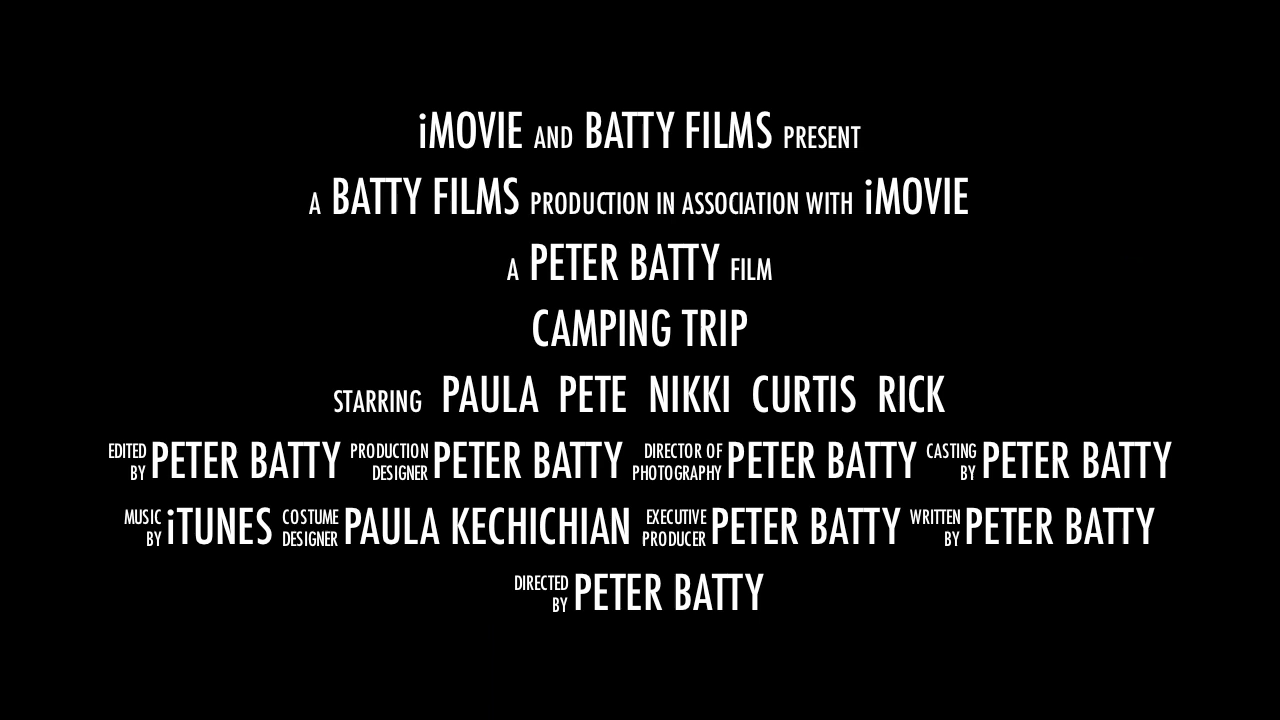 iMOVIE AND BATTY FILMS PRESENT
A BATTY FILMS PRODUCTION IN ASSOCIATION WITH iMOVIE
A PETER BATTY FILM
CAMPING TRIP
STARRING PAULA PETE NIKKI CURTIS RICK
EDITED BY PETER BATTY PRODUCTION DESIGNER PETER BATTY DIRECTOR OF PHOTOGRAPHY PETER BATTY CASTING BY PETER BATTY
MUSIC BY iTUNES COSTUME DESIGNER PAULA KECHICHIAN EXECUTIVE PRODUCER PETER BATTY WRITTEN BY PETER BATTY
DIRECTED BY PETER BATTY